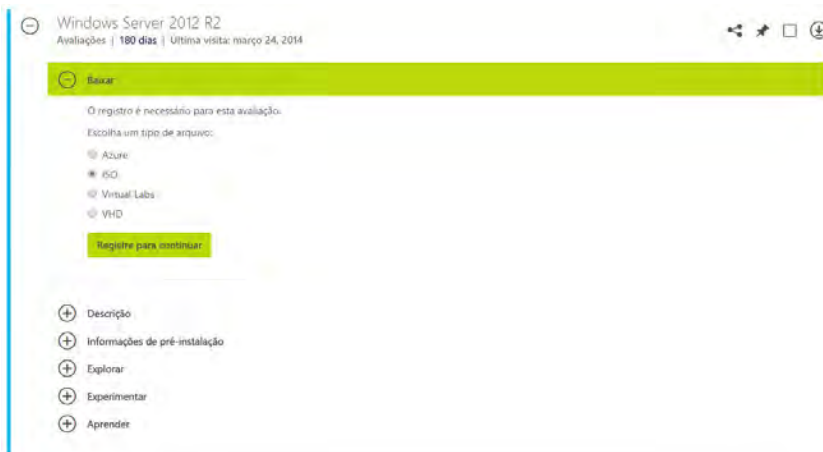 Windows Server 2012 R2
Avaliações | 180 dias | Última visita: março 24, 2014
Baixar
O registro é necessário para esta avaliação.
Escolha um tipo de arquivo:
Azure
ISO
Virtual Labs
VHD
Registre para continuar
Descrição
Informações de pré-instalação
Explorar
Experimentar
Aprender